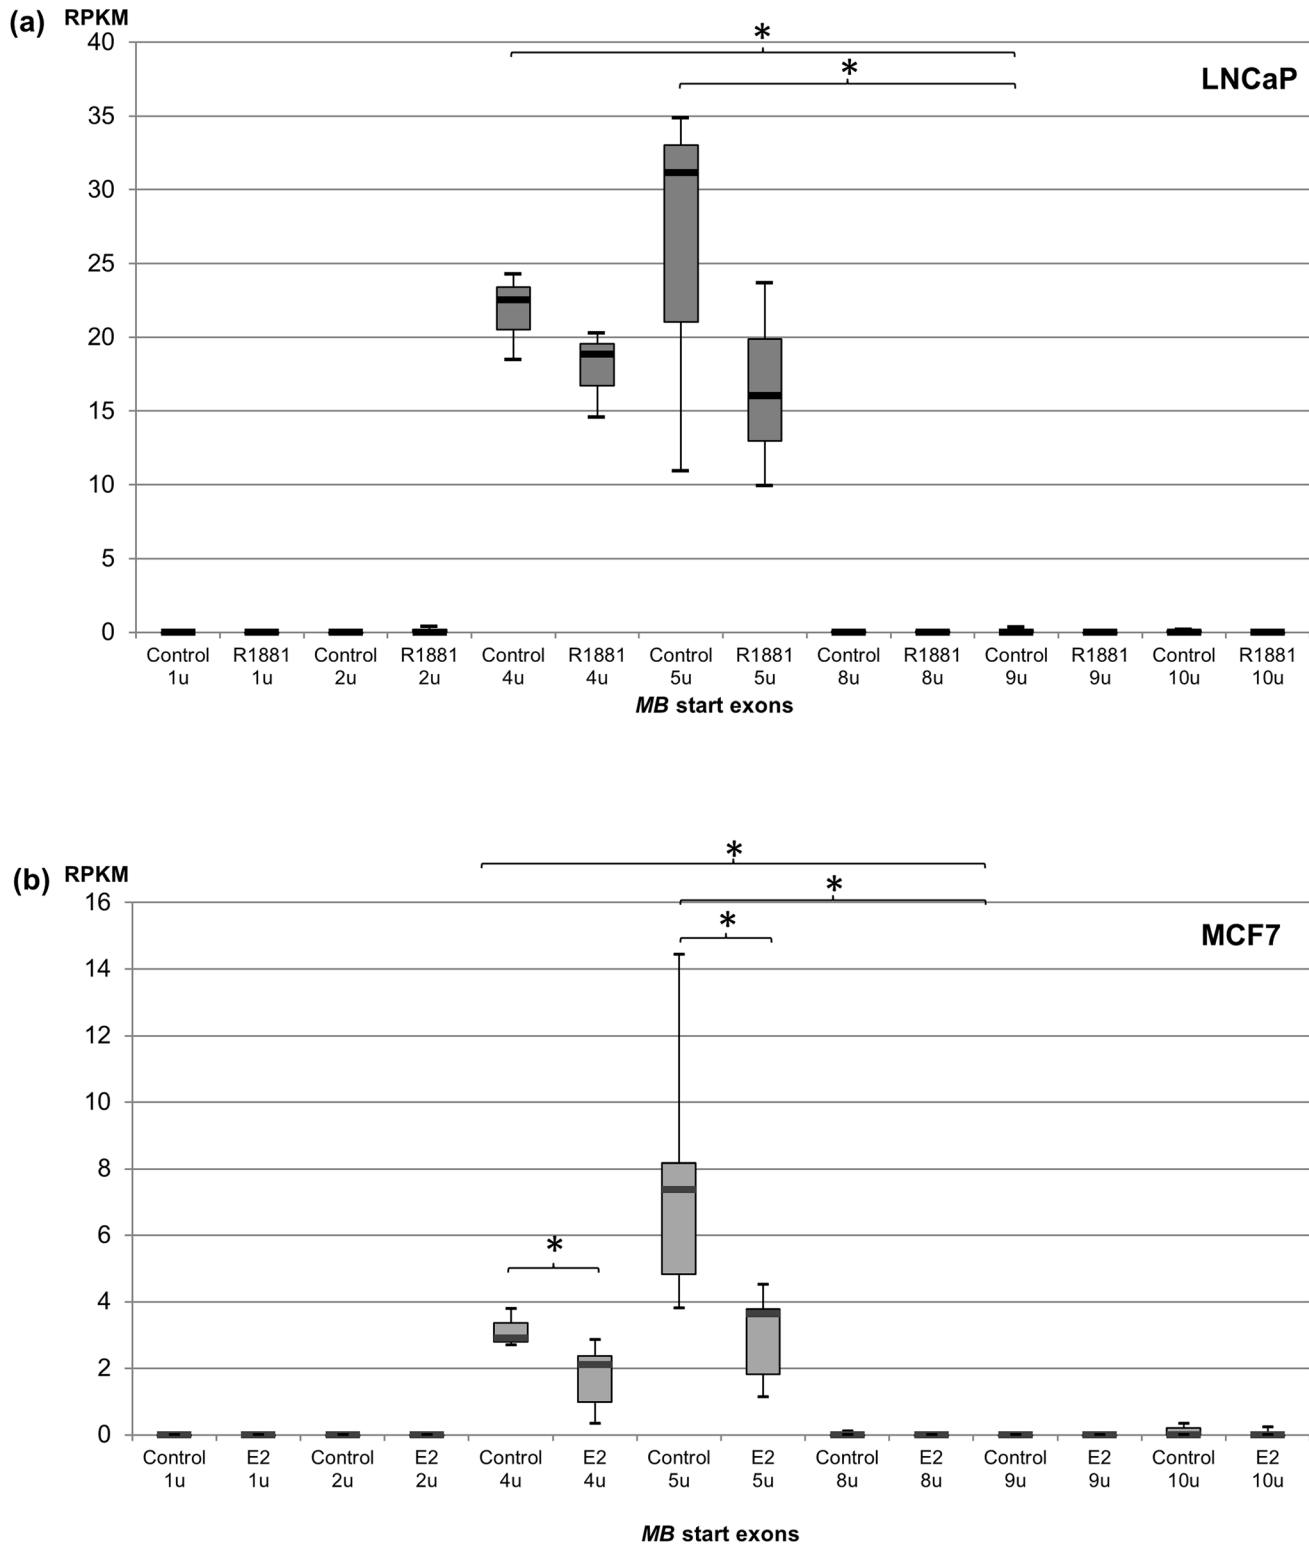 (a) RPKM
*
*
LNCaP
40
35
30
25
20
15
10
5
0
Control R1881 Control R1881 Control R1881 Control R1881 Control R1881 Control R1881 Control R1881
1u 1u 2u 2u 4u 4u 5u 5u 8u 8u 9u 9u 10u 10u
MB start exons
(b) RPKM
*
*
*
MCF7
16
14
12
10
8
6
*
4
2
0
Control E2 Control E2 Control E2 Control E2 Control E2 Control E2 Control E2
1u 1u 2u 2u 4u 4u 5u 5u 8u 8u 9u 9u 10u 10u
MB start exons